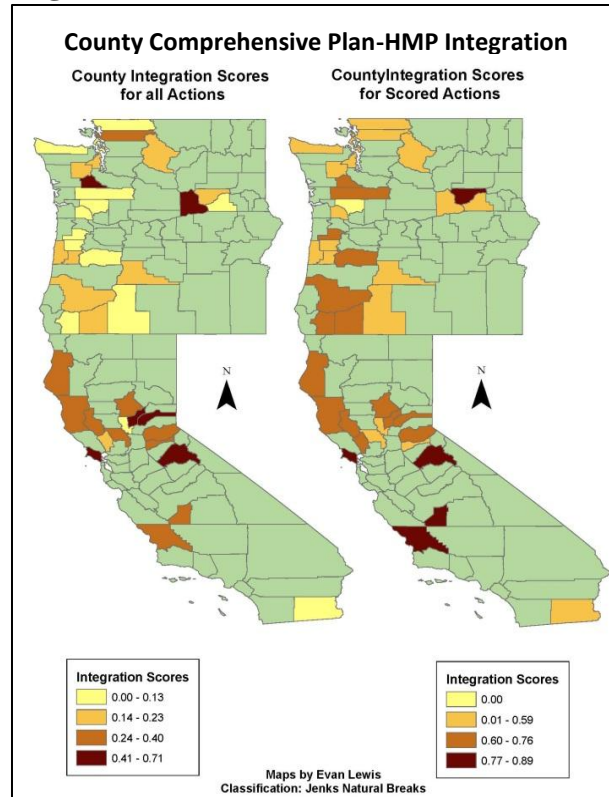 County Comprehensive Plan-HMP Integration
County Integration Scores
for all Actions
CountyIntegration Scores
for Scored Actions
N
N
Integration Scores
0.00 - 0.13
0.14 - 0.23
0.24 - 0.40
0.41 - 0.71
Integration Scores
0.00
0.01 - 0.59
0.60 - 0.76
0.77 - 0.89
Maps by Evan Lewis
Classification: Jenks Natural Breaks